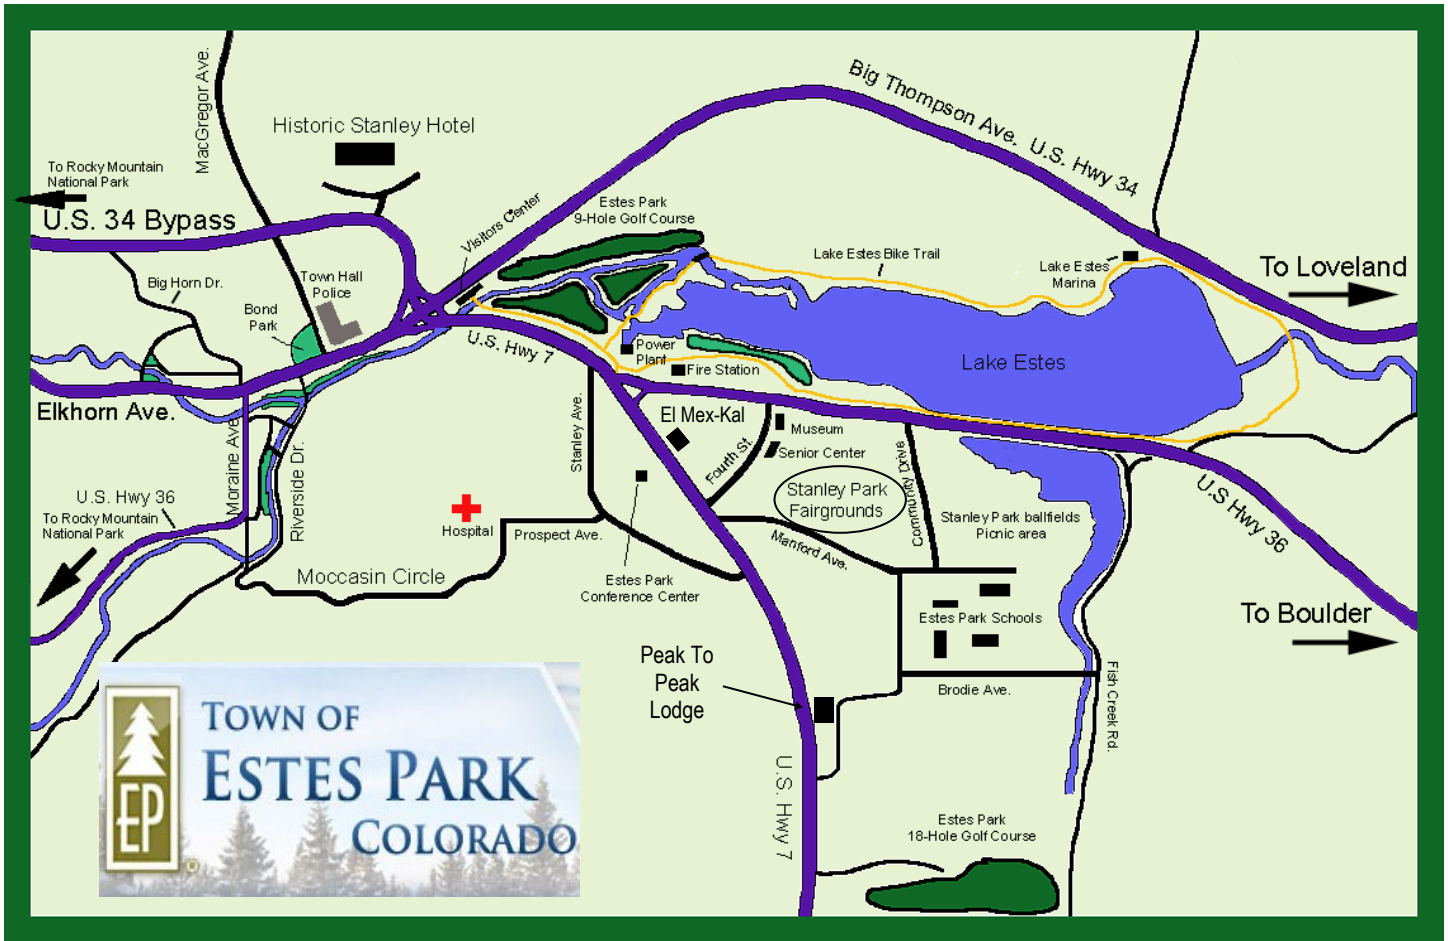 MacGregor Ave.
Historic Stanley Hotel
Big Thompson Ave. U.S. Hwy 34
To Rocky Mountain
National Park
U.S. 34 Bypass
Visitors Center
Estes Park
9-Hole Golf Course
Lake Estes Bike Trail
Lake Estes
Marina
To Loveland
Big Horn Dr.
Town Hall
Police
Bond
Park
U.S. Hwy 7
Power
Plant
Fire Station
Lake Estes
Elkhorn Ave.
Moraine Ave.
Riverside Dr.
Stanley Ave.
El Mex-Kal
Fourth St.
Museum
Senior Center
Community Drive
Stanley Park
Fairgrounds
U.S. Hwy 36
To Rocky Mountain
National Park
Hospital
Prospect Ave.
Manford Ave.
Stanley Park ballfields
Picnic area
U.S Hwy 36
Moccasin Circle
Estes Park
Conference Center
Estes Park Schools
To Boulder
Peak To
Peak
Lodge
Brodie Ave.
Fish Creek Rd.
U.S. Hwy 7
Estes Park
18-Hole Golf Course
EP
®
TOWN OF
ESTES PARK
COLORADO